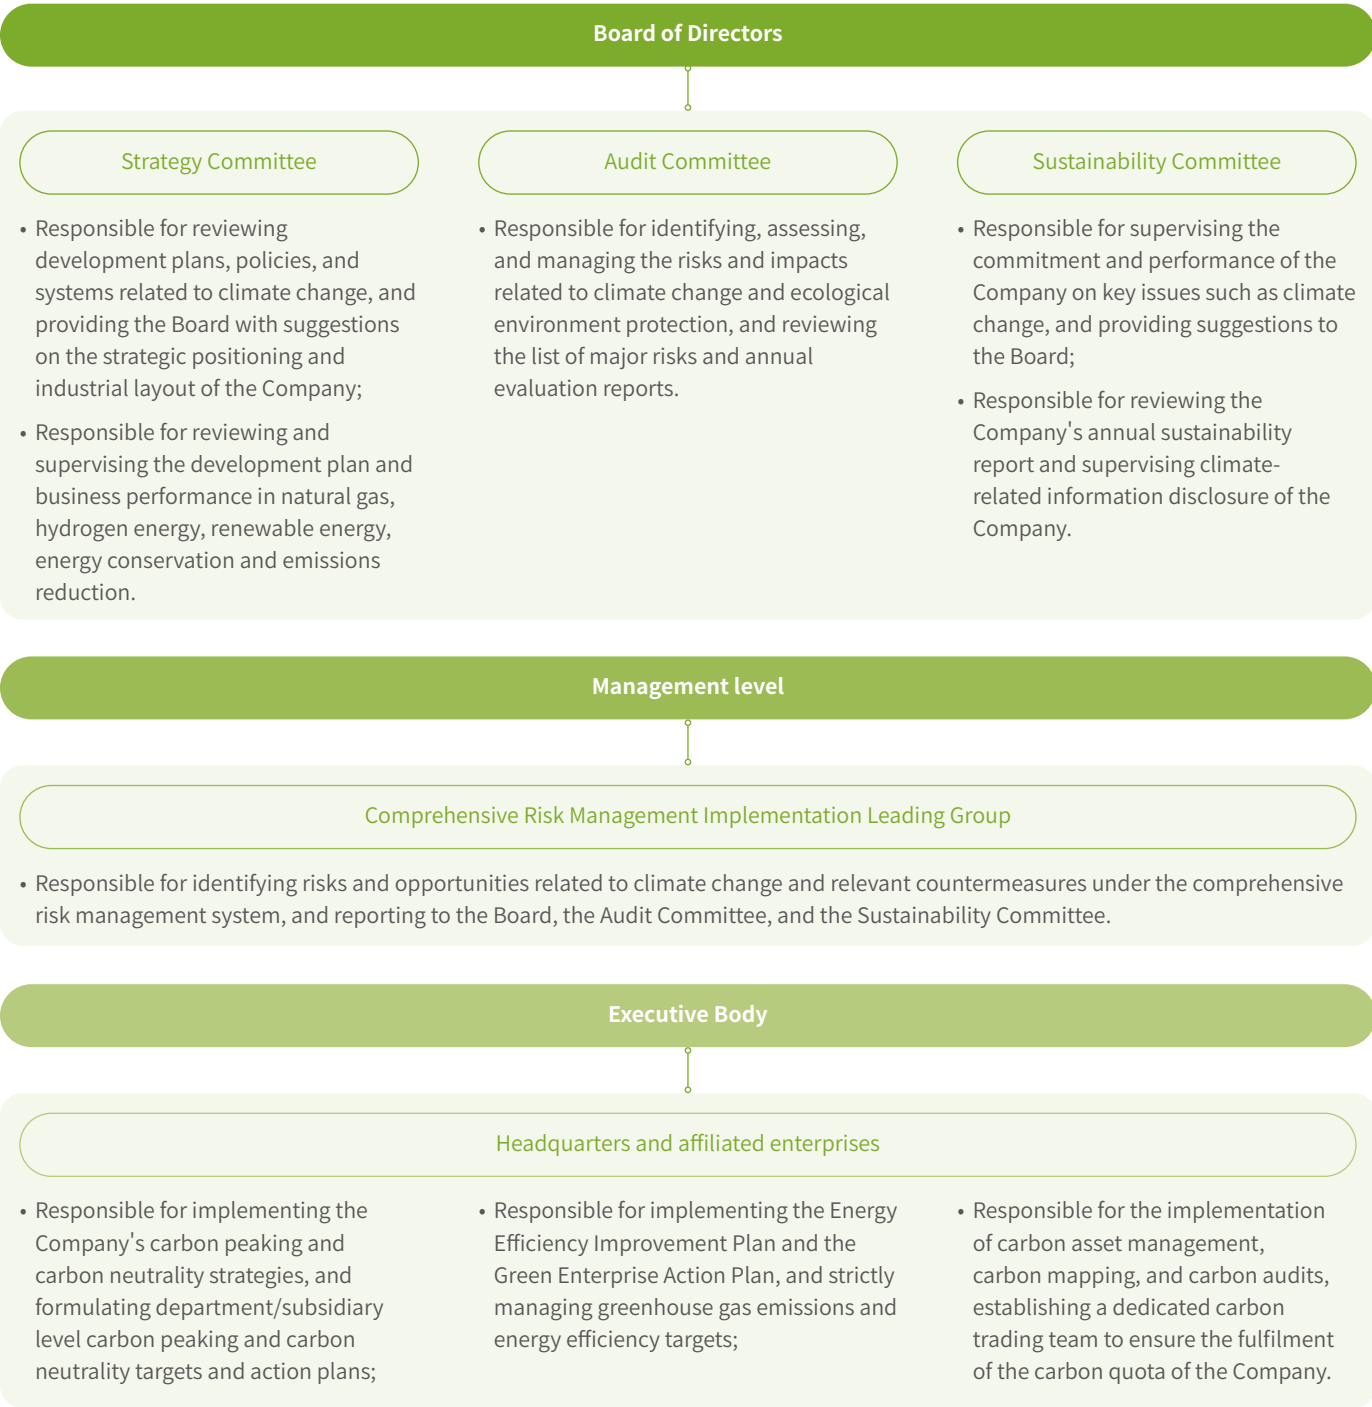 Board of Directors
Strategy Committee
• Responsible for reviewing
development plans, policies, and
systems related to climate change, and
providing the Board with suggestions
on the strategic positioning and
industrial layout of the Company;
• Responsible for reviewing and
supervising the development plan and
business performance in natural gas,
hydrogen energy, renewable energy,
energy conservation and emissions
reduction.
Audit Committee
• Responsible for identifying, assessing,
and managing the risks and impacts
related to climate change and ecological
environment protection, and reviewing
the list of major risks and annual
evaluation reports.
Sustainability Committee
• Responsible for supervising the
commitment and performance of the
Company on key issues such as climate
change, and providing suggestions to
the Board;
• Responsible for reviewing the
Company's annual sustainability
report and supervising climate-
related information disclosure of the
Company.
Management level
Comprehensive Risk Management Implementation Leading Group
• Responsible for identifying risks and opportunities related to climate change and relevant countermeasures under the comprehensive
risk management system, and reporting to the Board, the Audit Committee, and the Sustainability Committee.
Executive Body
Headquarters and affiliated enterprises
• Responsible for implementing the
Company's carbon peaking and
carbon neutrality strategies, and
formulating department/subsidiary
level carbon peaking and carbon
neutrality targets and action plans;
• Responsible for implementing the Energy
Efficiency Improvement Plan and the
Green Enterprise Action Plan, and strictly
managing greenhouse gas emissions and
energy efficiency targets;
• Responsible for the implementation
of carbon asset management,
carbon mapping, and carbon audits,
establishing a dedicated carbon
trading team to ensure the fulfilment
of the carbon quota of the Company.